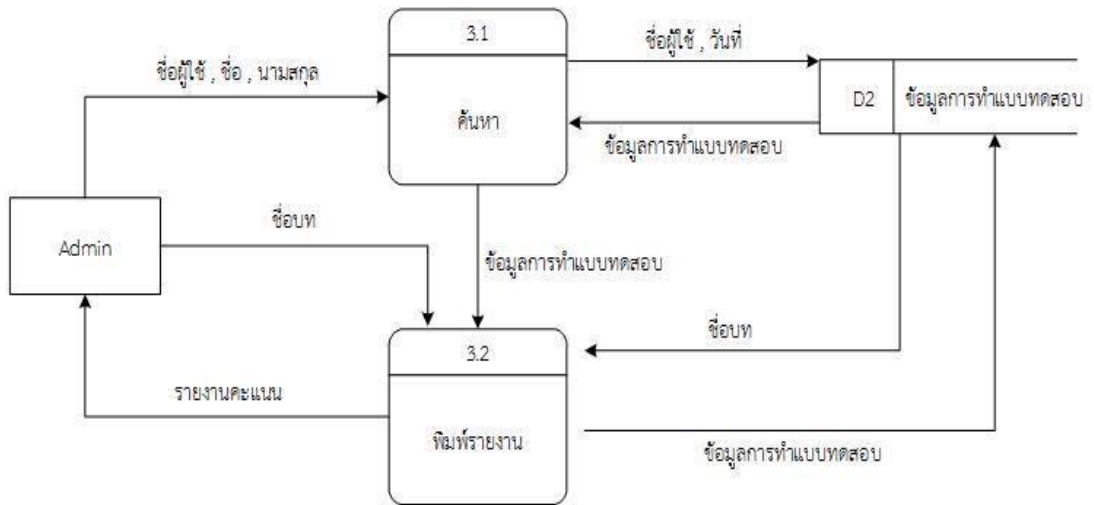 3.1
ชื่อผู้ใช้ , วันที่
ชื่อผู้ใช้ , ชื่อ , นามสกุล
D2
ข้อมูลการทำแบบทดสอบ
ค้นหา
ข้อมูลการทำแบบทดสอบ
Admin
ชื่อบท
ข้อมูลการทำแบบทดสอบ
3.2
ชื่อบท
รายงานคะแนน
พิมพ์รายงาน
ข้อมูลการทำแบบทดสอบ